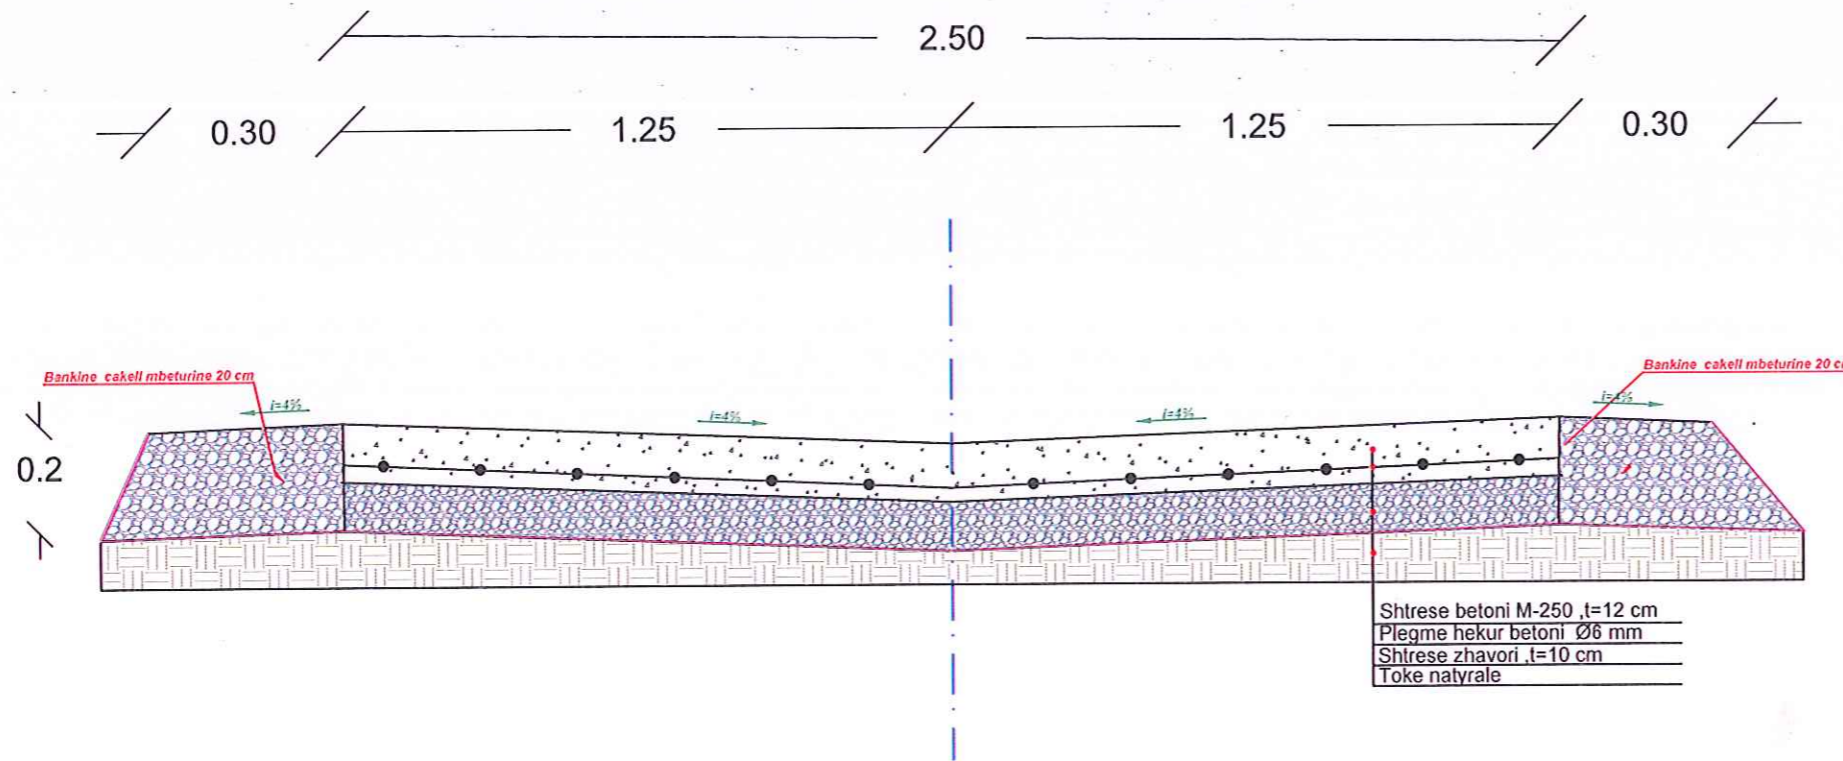 2.50
0.30 1.25 1.25 0.30
Bankine cakell mbeturine 20 cm
Bankine cakell mbeturine 20 c
i=4%
i=4%
i=4%
i=4%
0.2
Shtrese betoni M-250 ,t=12 cm
Plegme hekur betoni Ø6 mm
Shtrese zhavori ,t=10 cm
Toke natyrale